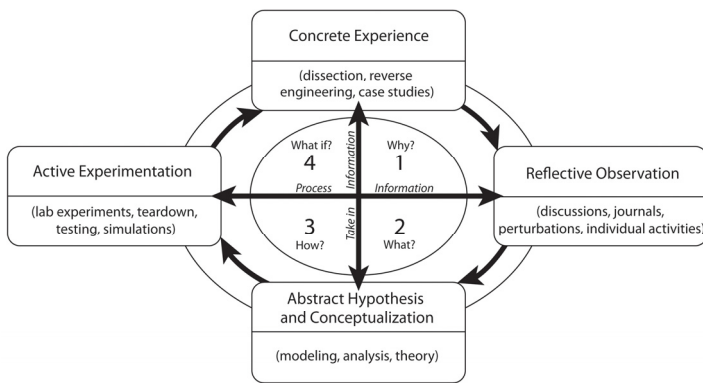 Concrete Experience
(dissection, reverse
engineering, case studies)
What if?
4
Why?
1
Information
Active Experimentation
(lab experiments, teardown,
testing, simulations)
Process
Information
Reflective Observation
(discussions, journals,
perturbations, individual activities)
3
How?
Take in
2
What?
Abstract Hypothesis
and Conceptualization
(modeling, analysis, theory)